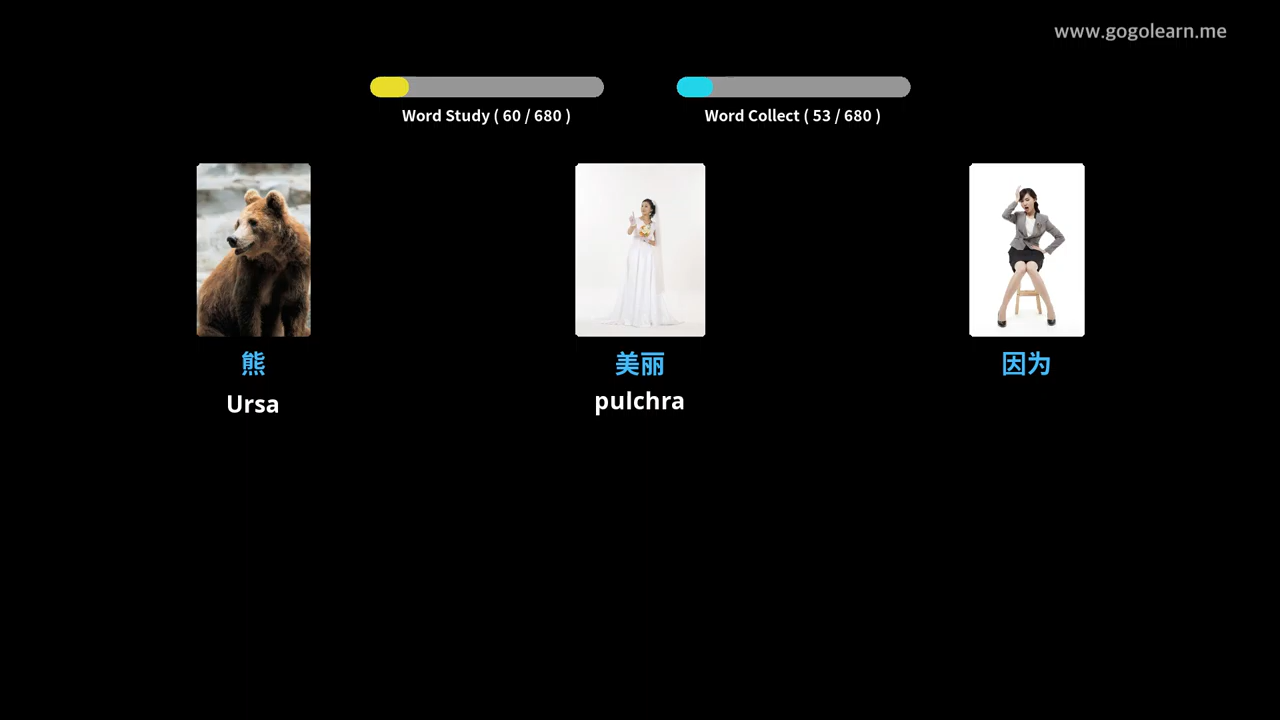 www.gogolearn.me
Word Study ( 60 / 680 )
Word Collect ( 53 / 680 )
熊
美丽
因为
Ursa
pulchra